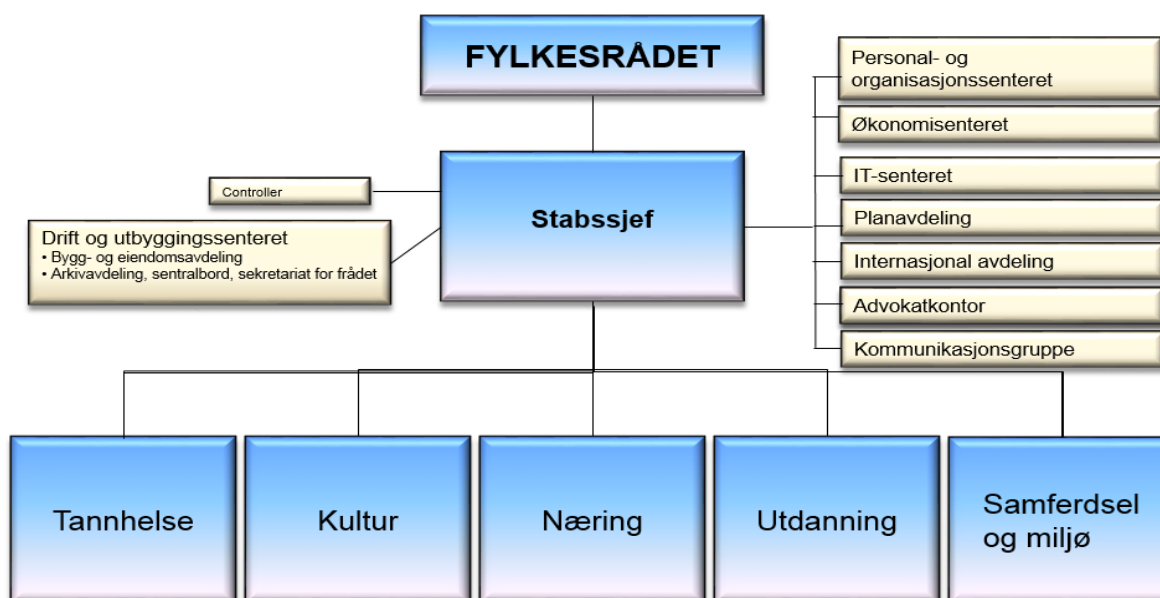 FYLKESRÅDET
Personal- og
organisasjonssenteret
Økonomisenteret
IT-senteret
Planavdeling
Internasjonal avdeling
Advokatkontor
Kommunikasjonsgruppe
Controller
Stabssjef
Drift og utbyggingssenteret
• Bygg- og eiendomsavdeling
• Arkivavdeling, sentralbord, sekretariat for frådet
Tannhelse
Kultur
Næring
Utdanning
Samferdsel
og miljø